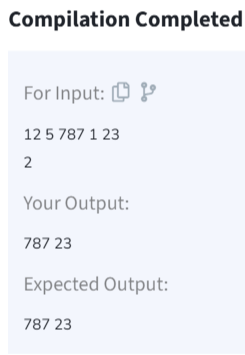 Compilation Completed
For Input:
12 5 787 1 23
2
Your Output:
787 23
Expected Output:
787 23